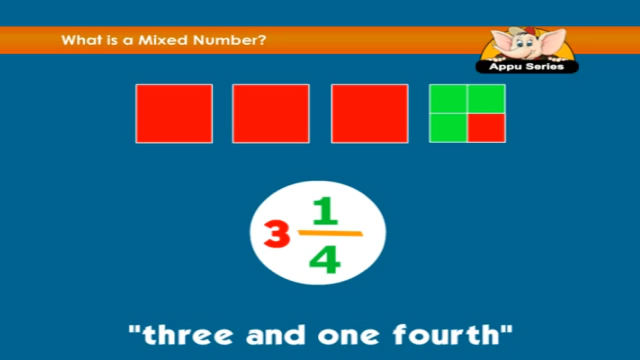 What is a Mixed Number?
Appu Series
3 1/4
"three and one fourth"